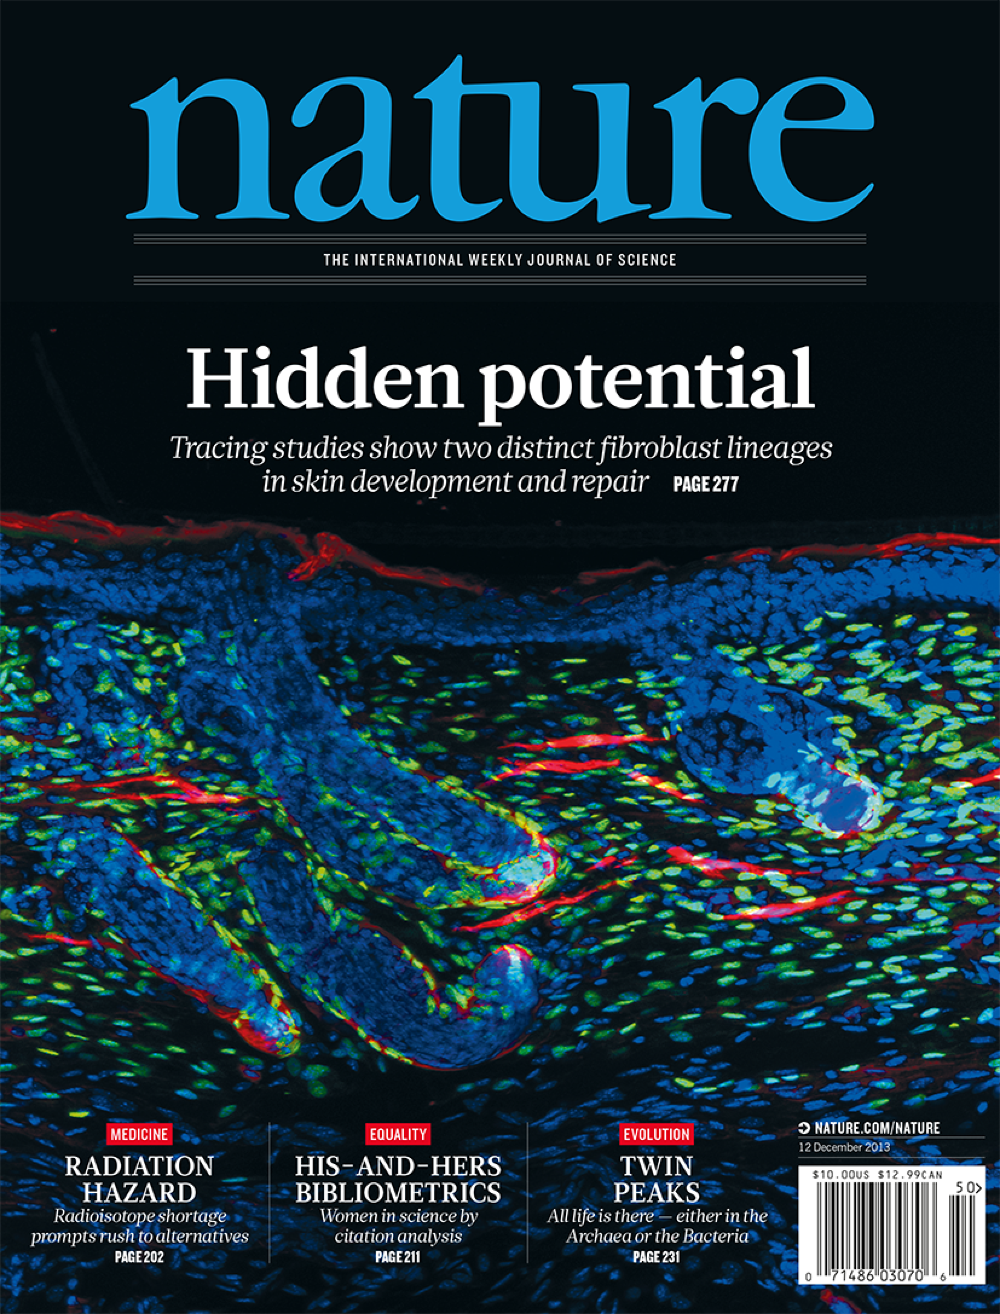 nature
THE INTERNATIONAL WEEKLY JOURNAL OF SCIENCE
Hidden potential
Tracing studies show two distinct fibroblast lineages
in skin development and repair PAGE 277
MEDICINE
RADIATION
HAZARD
Radioisotope shortage
prompts rush to alternatives
PAGE 202
EQUALITY
HIS-AND-HERS
BIBLIOMETRICS
Women in science by
citation analysis
PAGE 211
EVOLUTION
TWIN
PEAKS
All life is there — either in the
Archaea or the Bacteria
PAGE 231
NATURE.COM/NATURE
12 December 2013
$10.00US $12.99CAN
50>
0 71486 03070 6